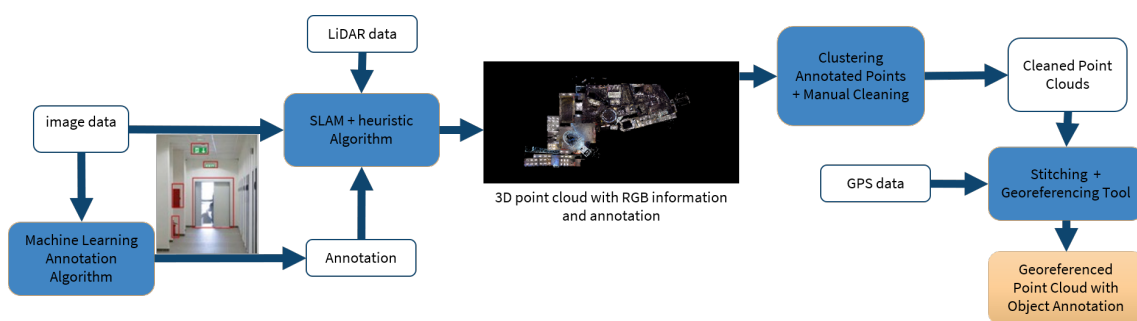 LiDAR data
image data
SLAM + heuristic
Algorithm
Machine Learning
Annotation
Algorithm
Annotation
3D point cloud with RGB information
and annotation
Clustering
Annotated Points
+ Manual Cleaning
Cleaned Point
Clouds
GPS data
Stitching +
Georeferencing Tool
Georeferenced
Point Cloud with
Object Annotation